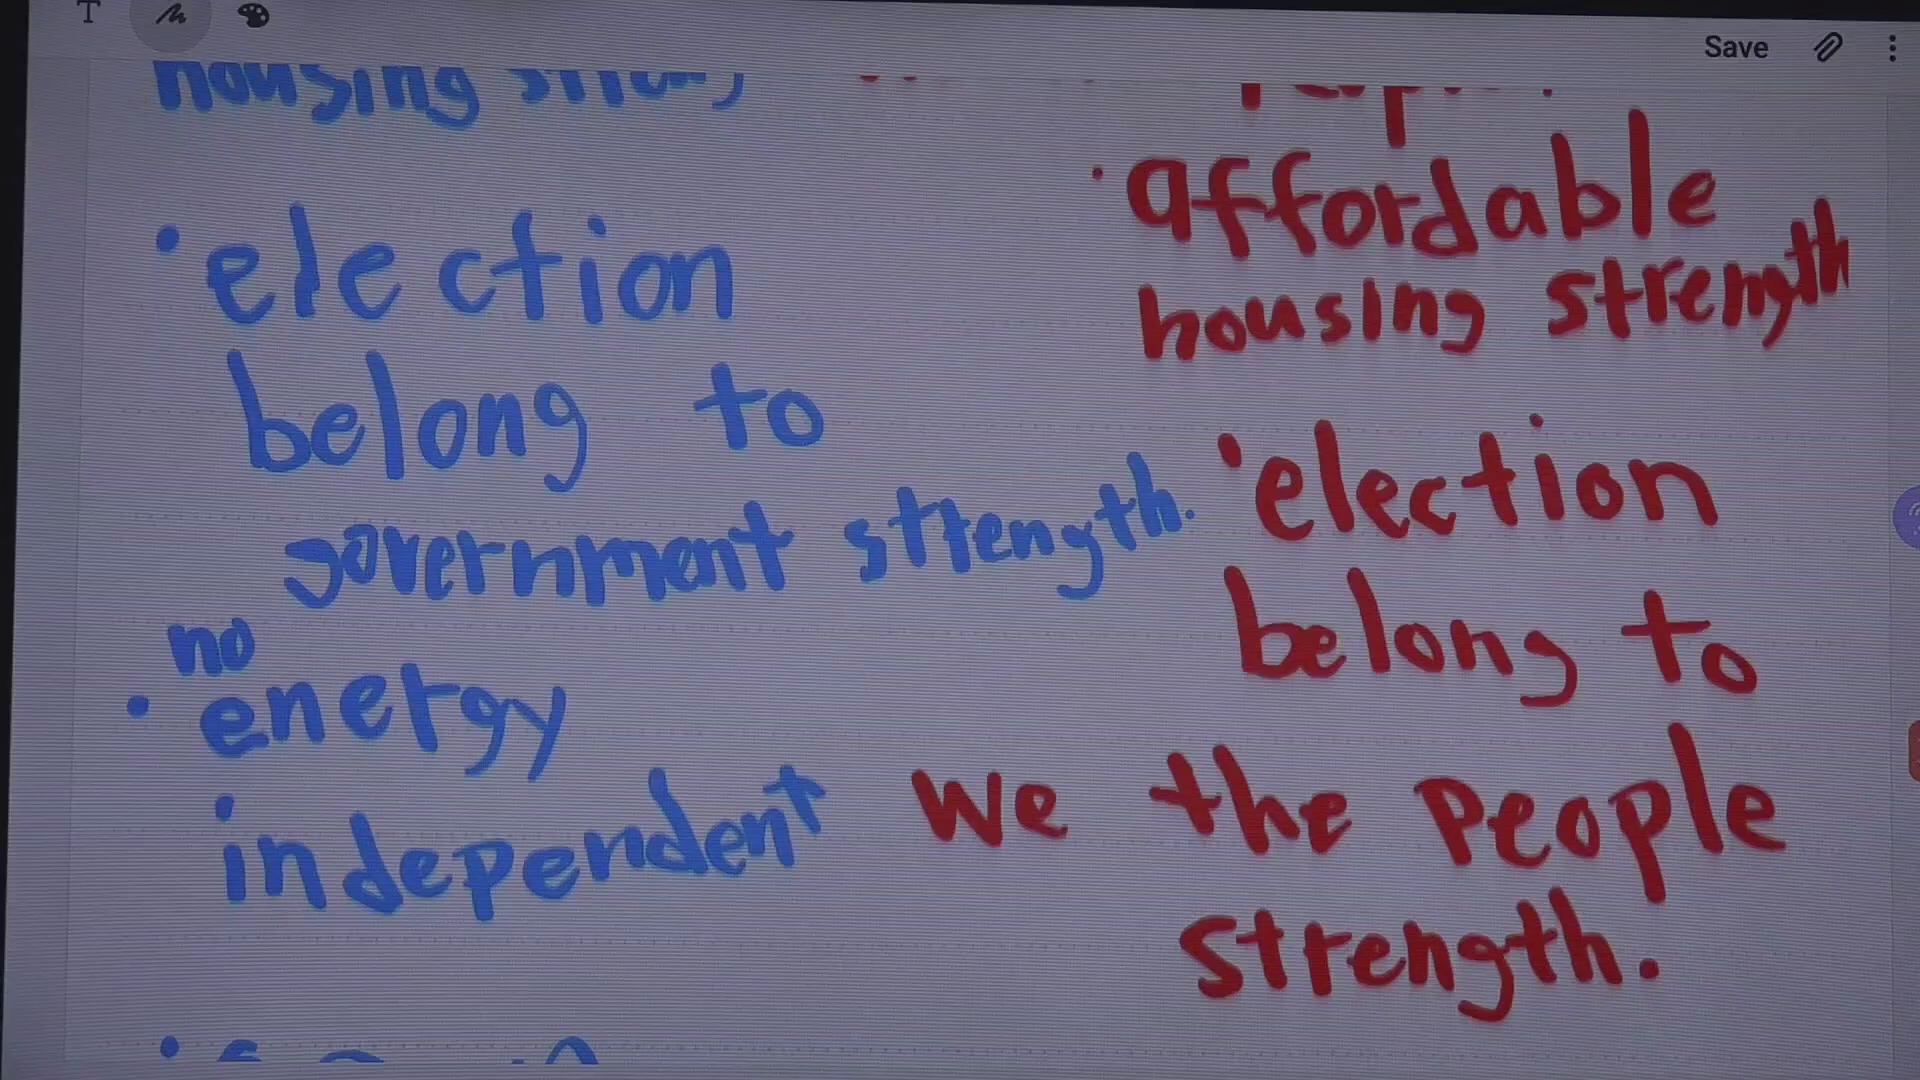 T
Save
housing
• affordable
housing strength
• election
belong to
government strength.
no
• energy
independent
• election
belong to
we the people
strength.